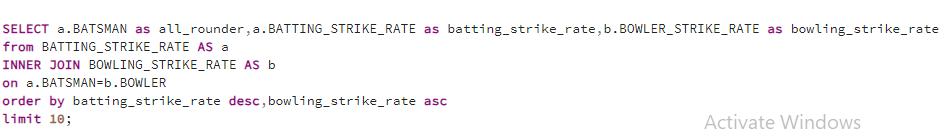 SELECT a.BATSMAN as all_rounder,a.BATTING_STRIKE_RATE as batting_strike_rate,b.BOWLER_STRIKE_RATE as bowling_strike_rate
from BATTING_STRIKE_RATE AS a
INNER JOIN BOWLING_STRIKE_RATE AS b
on a.BATSMAN=b.BOWLER
order by batting_strike_rate desc,bowling_strike_rate asc
limit 10;
Activate Windows